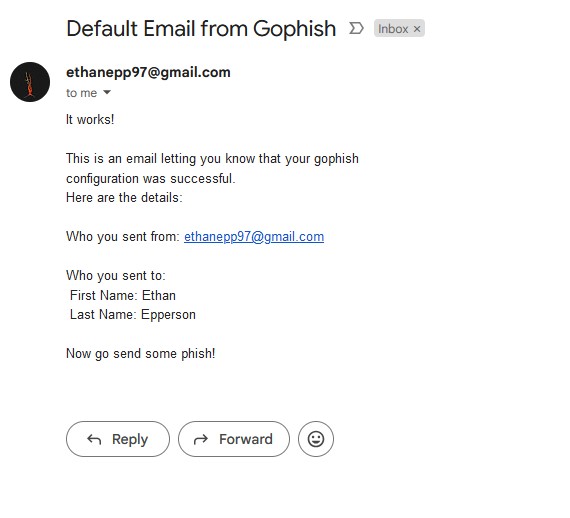 Default Email from Gophish Inbox ×
ethanepp97@gmail.com
to me
It works!
This is an email letting you know that your gophish
configuration was successful.
Here are the details:
Who you sent from: ethanepp97@gmail.com
Who you sent to:
First Name: Ethan
Last Name: Epperson
Now go send some phish!
Reply Forward